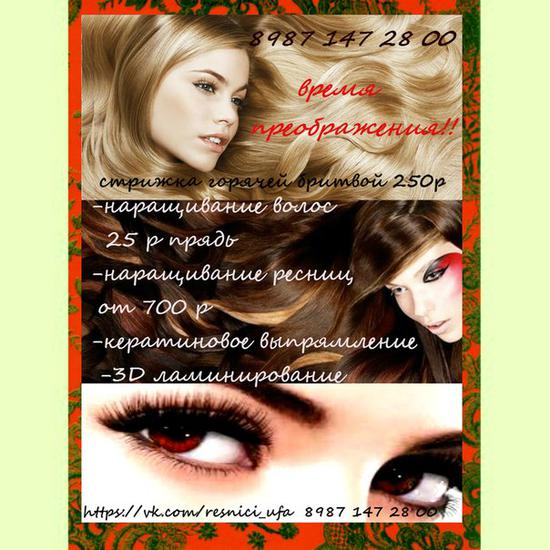 8987 147 28 00
время
преображения!!
стрижка горячей бритвой 250р
-наращивание волос
25 р прядь
-наращивание ресниц
от 700 р
-кератиновое выпрямление
-3D ламинирование
https://vk.com/resnici_ufa 8987 147 28 00